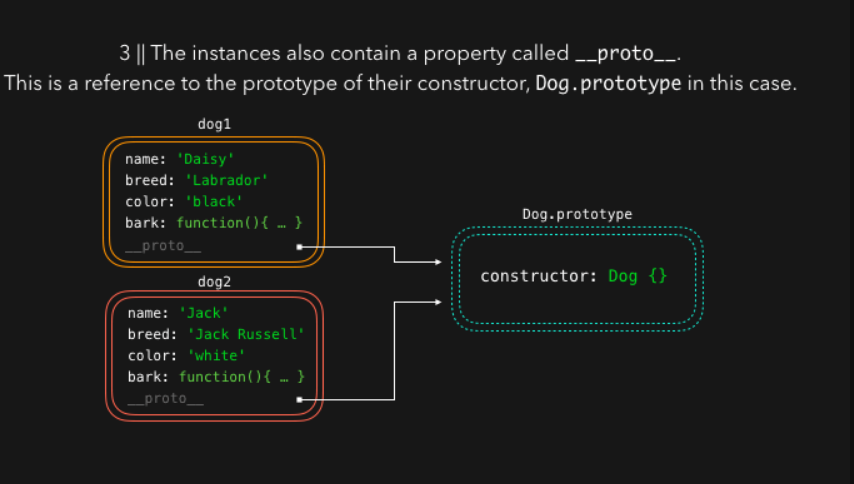 3 || The instances also contain a property called __proto__.
This is a reference to the prototype of their constructor, Dog.prototype in this case.
dog1
name: 'Daisy'
breed: 'Labrador'
color: 'black'
bark: function(){ … }
__proto__
dog2
name: 'Jack'
breed: 'Jack Russell'
color: 'white'
bark: function(){ … }
__proto__
Dog.prototype
constructor: Dog {}